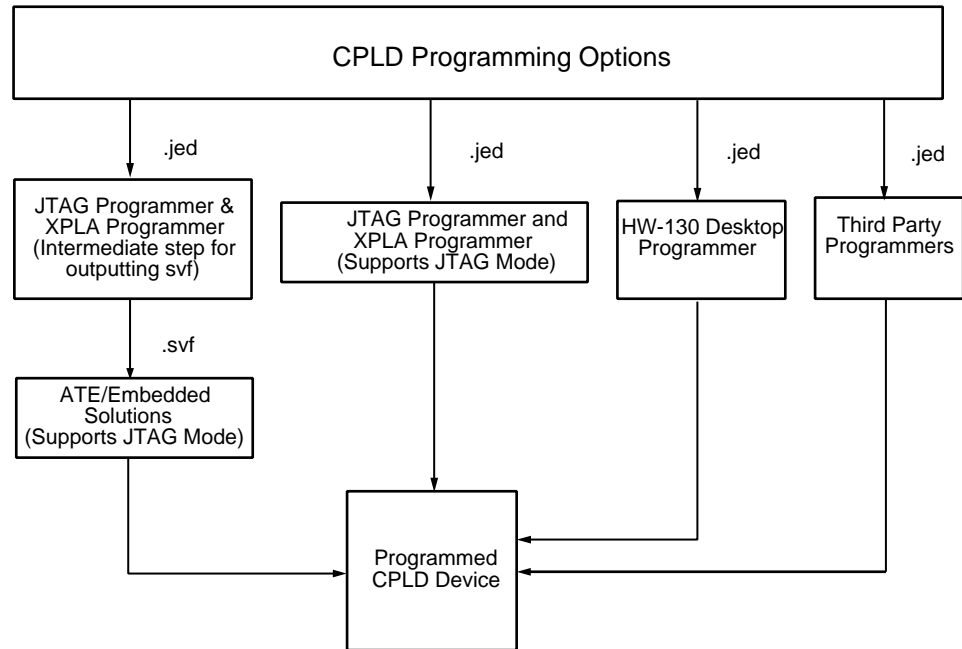 CPLD Programming Options
.jed
.jed
.jed
.jed
JTAG Programmer &
XPLA Programmer
(Intermediate step for
outputting svf)
JTAG Programmer and
XPLA Programmer
(Supports JTAG Mode)
HW-130 Desktop
Programmer
Third Party
Programmers
.svf
ATE/Embedded
Solutions
(Supports JTAG Mode)
Programmed
CPLD Device